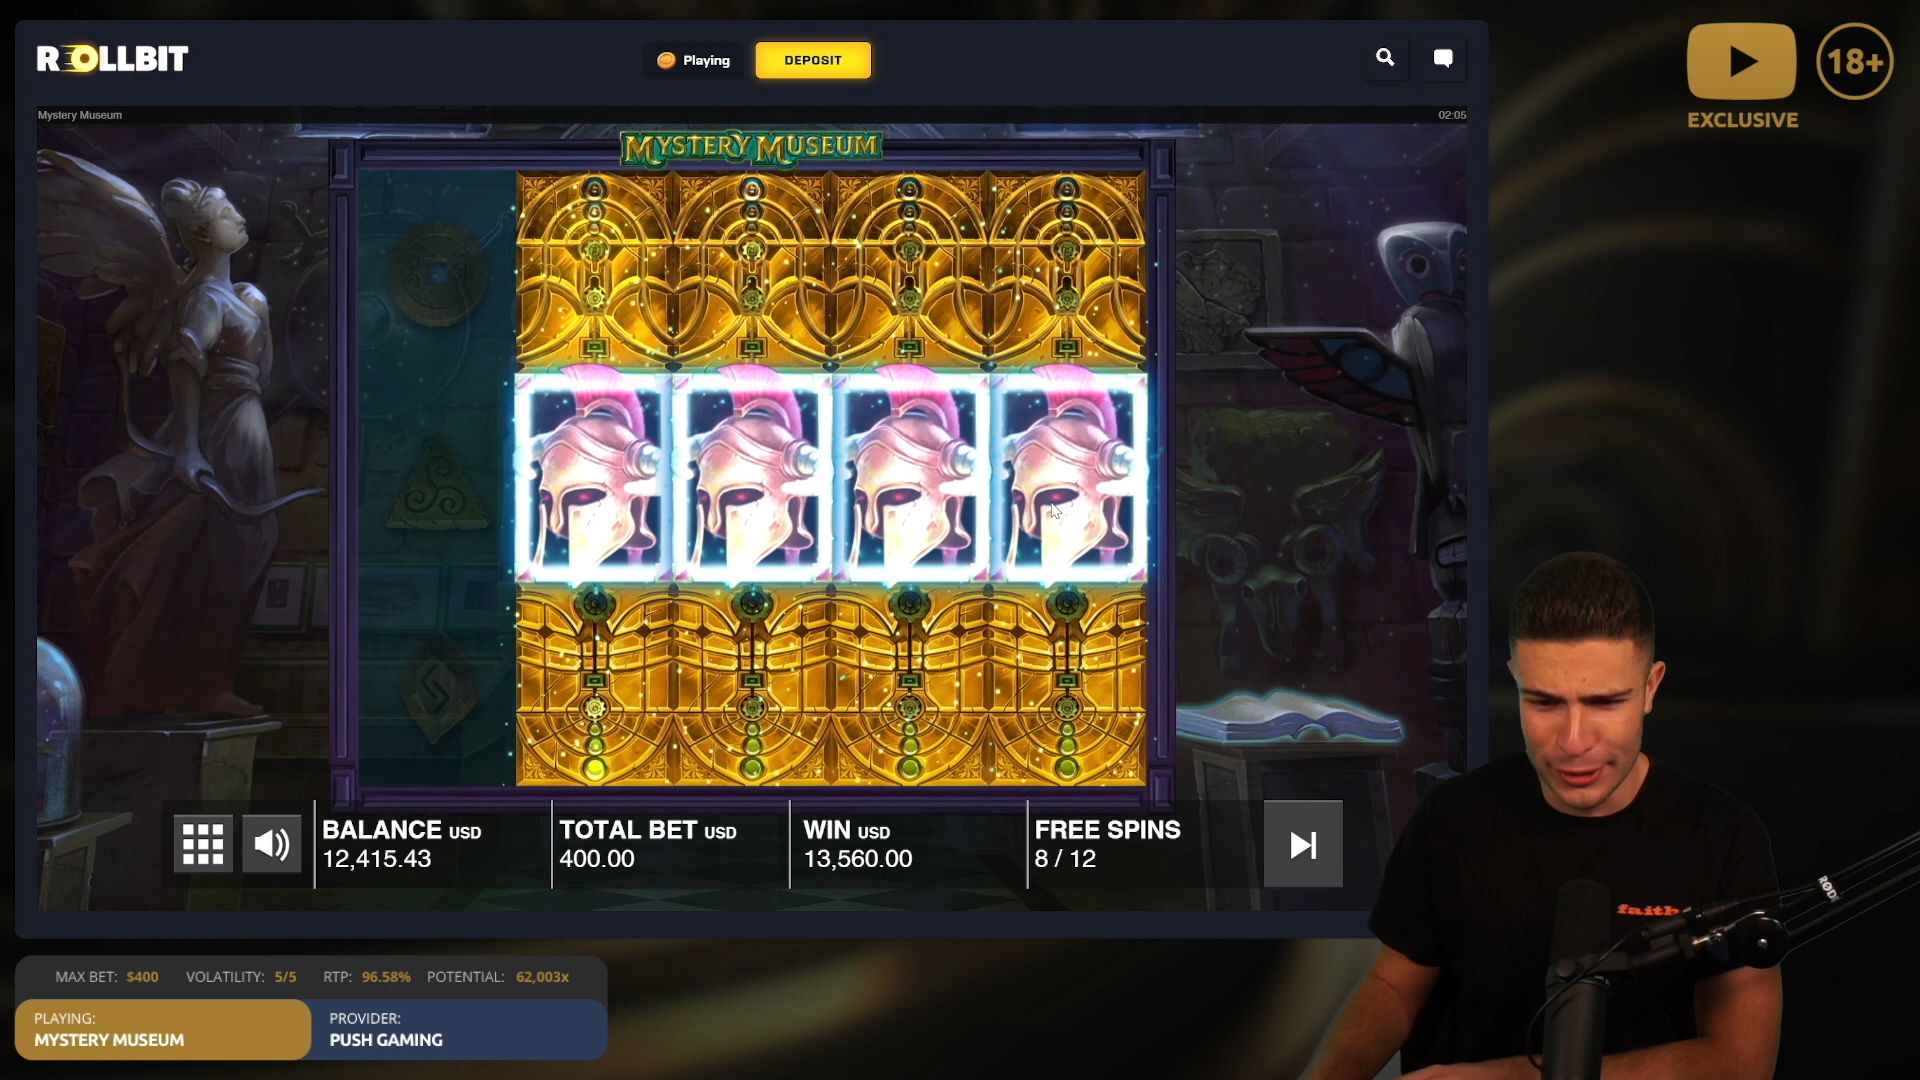 ROLLBIT
Playing
DEPOSIT
18+
EXCLUSIVE
Mystery Museum
02:05
MYSTERY MUSEUM
BALANCE USD
12,415.43
TOTAL BET USD
400.00
WIN USD
13,560.00
FREE SPINS
8 / 12
RØDE
faith
MAX BET: $400 VOLATILITY: 5/5 RTP: 96.58% POTENTIAL: 62,003x
PLAYING:
MYSTERY MUSEUM
PROVIDER:
PUSH GAMING